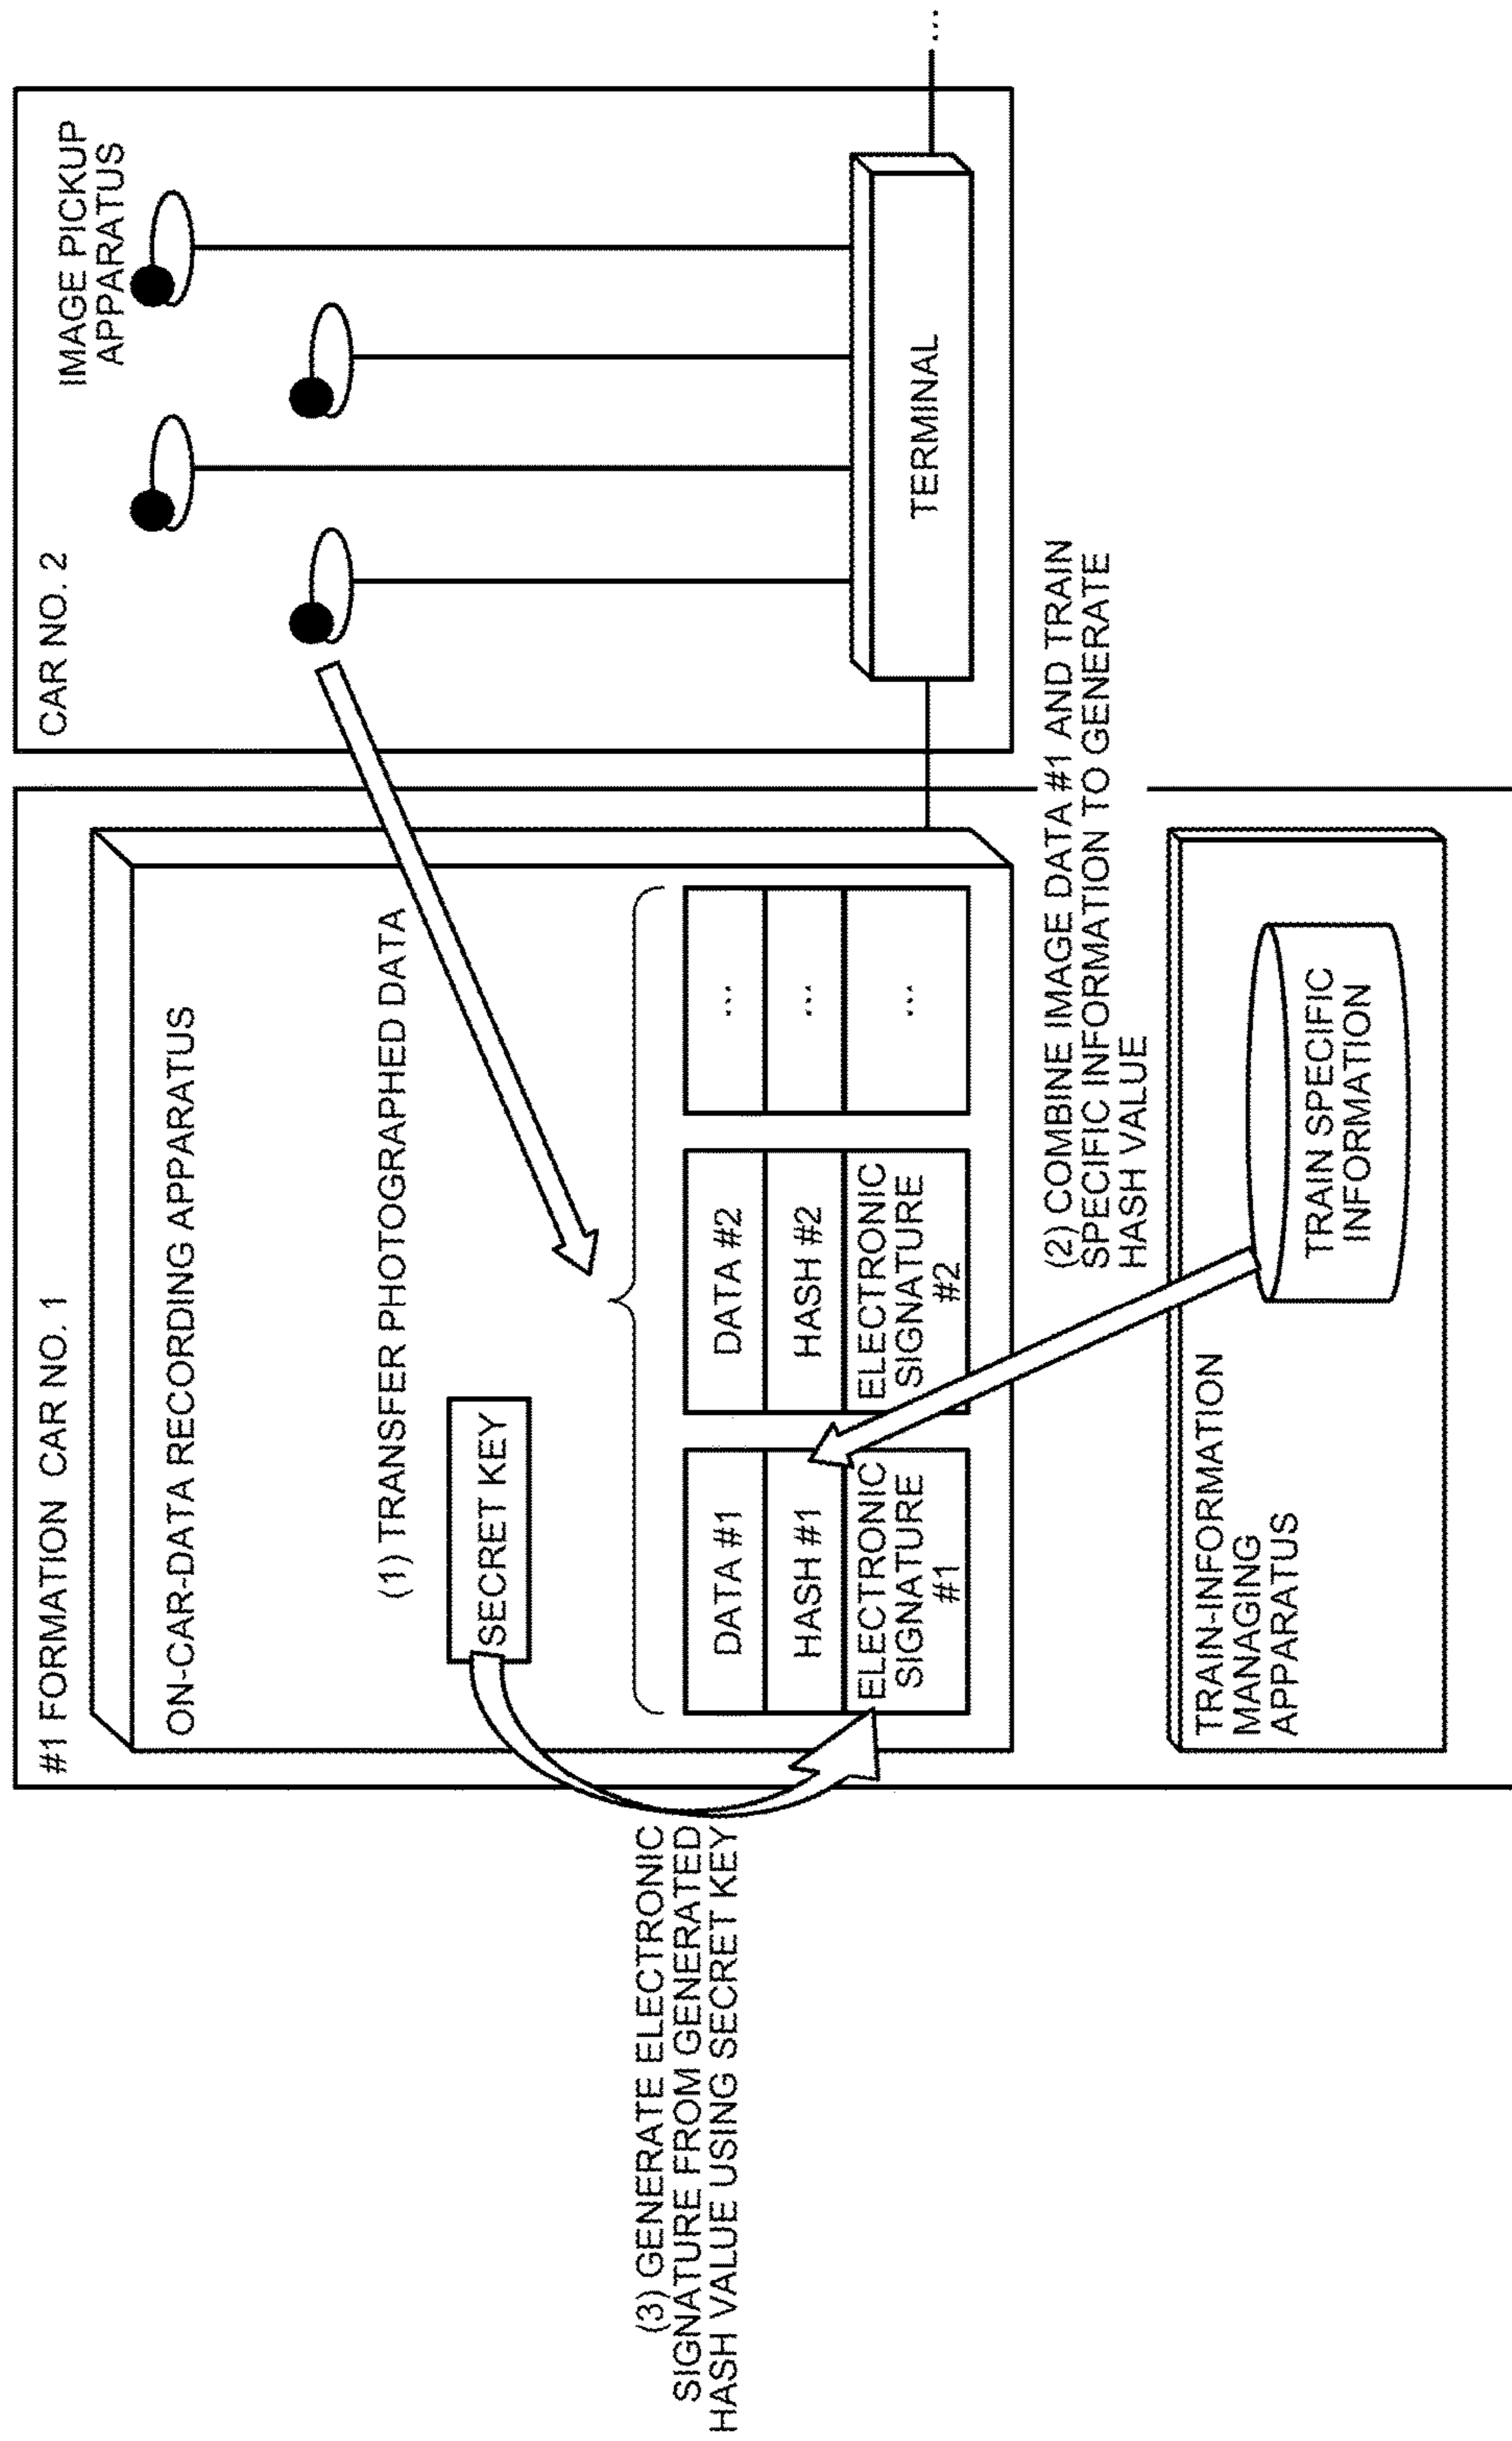 #1 FORMATION CAR NO. 1
ON-CAR-DATA RECORDING APPARATUS
(1) TRANSFER PHOTOGRAPHED DATA
SECRET KEY
DATA #1
HASH #1
ELECTRONIC
SIGNATURE
#1
DATA #2
HASH #2
ELECTRONIC
SIGNATURE
#2
...
...
...
(3) GENERATE ELECTRONIC
SIGNATURE FROM GENERATED
HASH VALUE USING SECRET KEY
CAR NO. 2
IMAGE PICKUP
APPARATUS
TERMINAL
...
(2) COMBINE IMAGE DATA #1 AND TRAIN
SPECIFIC INFORMATION TO GENERATE
HASH VALUE
TRAIN-INFORMATION
MANAGING
APPARATUS
TRAIN SPECIFIC
INFORMATION